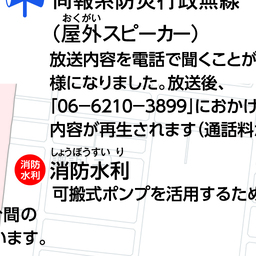 同報系防災行政無線
おくがい
（屋外スピーカー）
放送内容を電話で聞くことが
様になりました。放送後、
「06−6210−3899」におかけ
内容が再生されます（通話料
しょうぼうすい り
消防
水利
消防水利
可搬式ポンプを活用するため
間の
います。